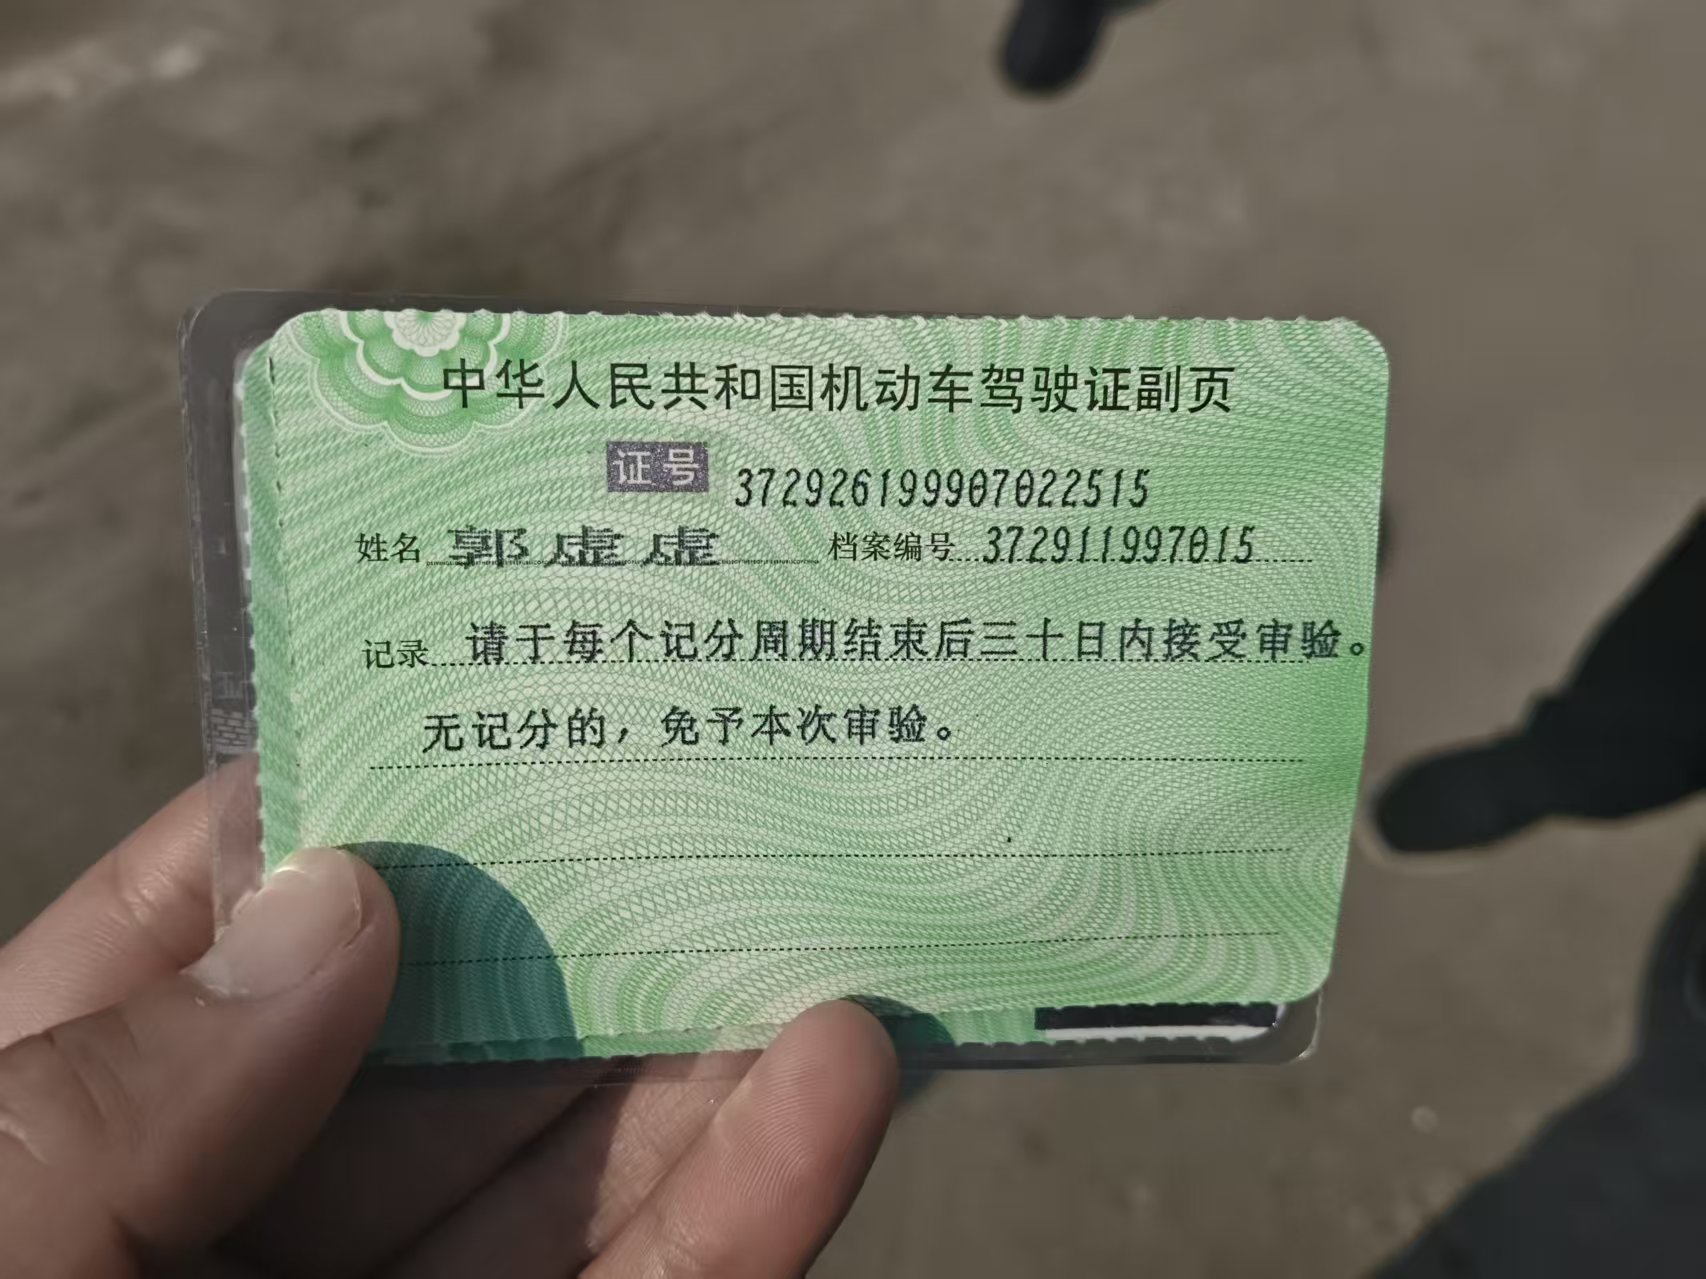 中华人民共和国机动车驾驶证副页
证号 372926199907022515
姓名 郭虚虚 档案编号 372911997015
记录 请于每个记分周期结束后三十日内接受审验。
无记分的，免予本次审验。